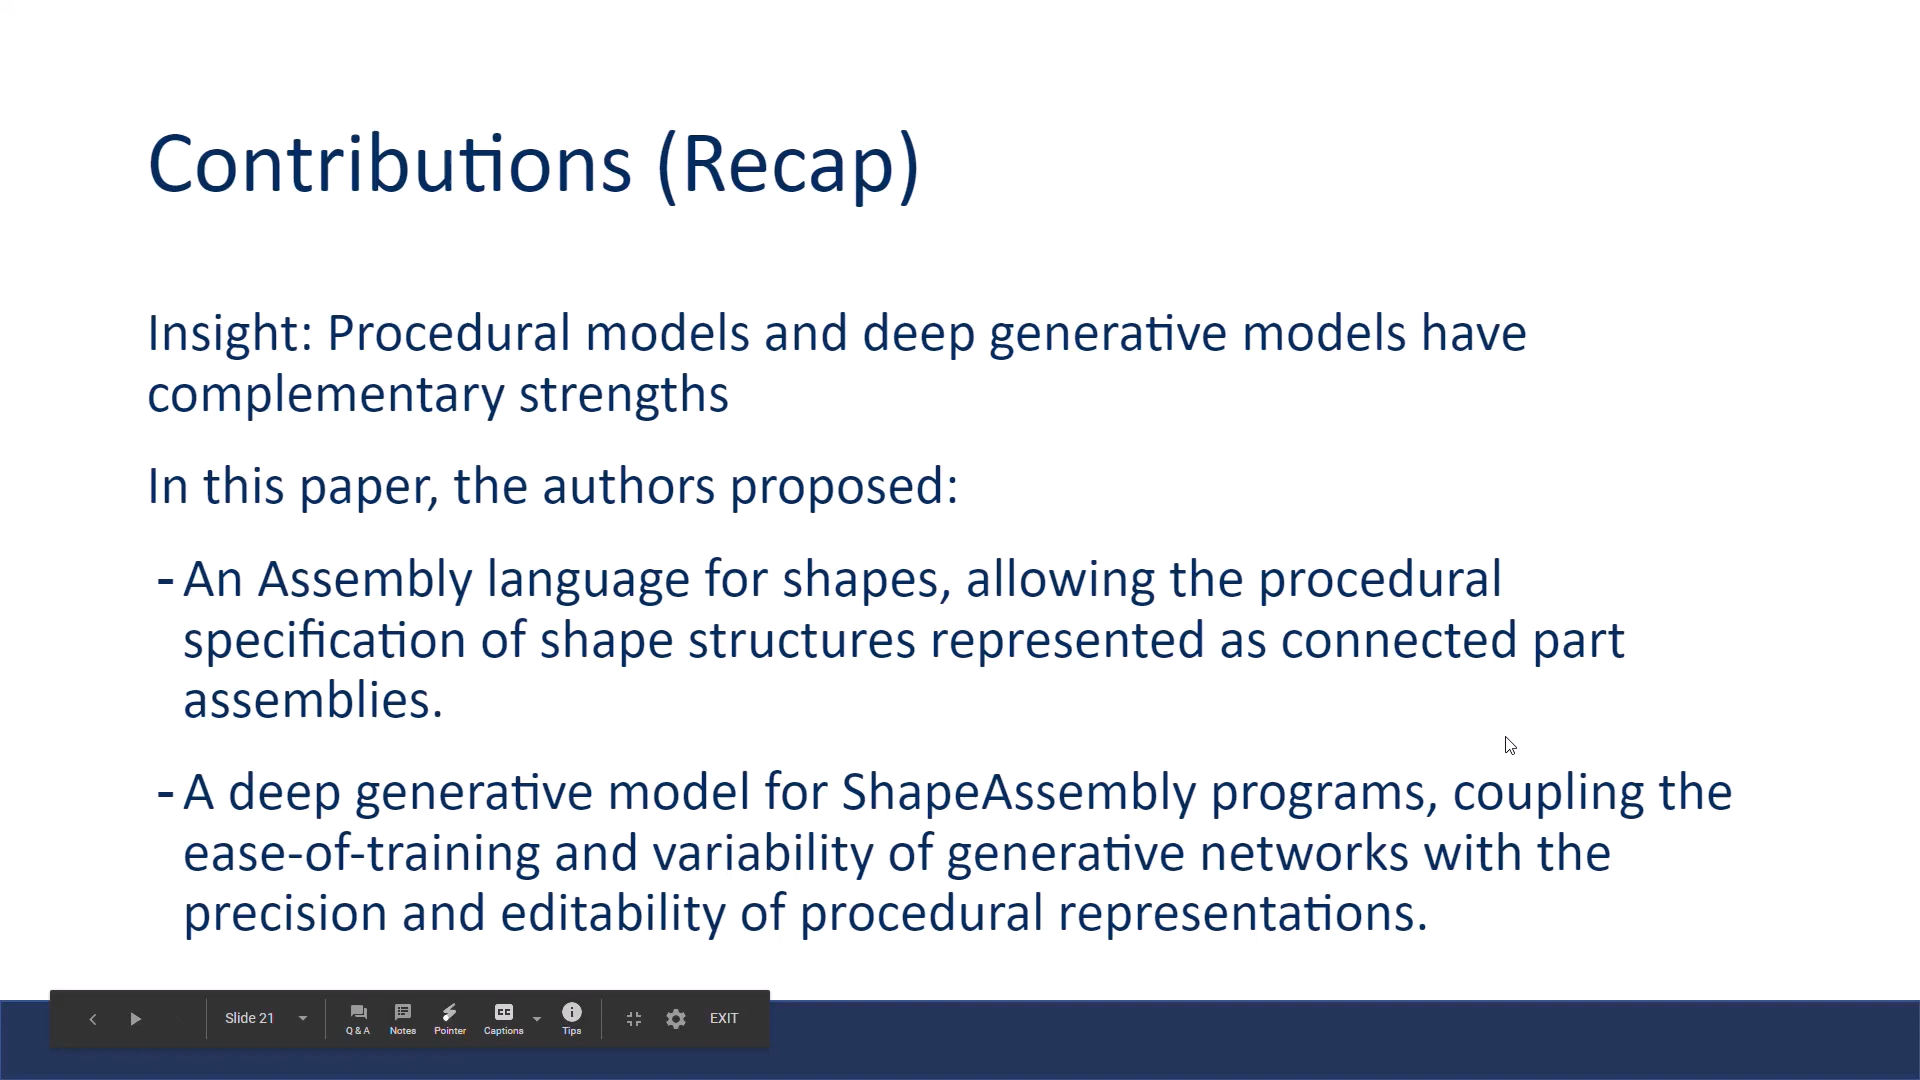 Contributions (Recap)
Insight: Procedural models and deep generative models have
complementary strengths
In this paper, the authors proposed:
- An Assembly language for shapes, allowing the procedural
specification of shape structures represented as connected part
assemblies.
- A deep generative model for ShapeAssembly programs, coupling the
ease-of-training and variability of generative networks with the
precision and editability of procedural representations.
Slide 21
Q & A
Notes
Pointer
CC
Captions
Tips
EXIT